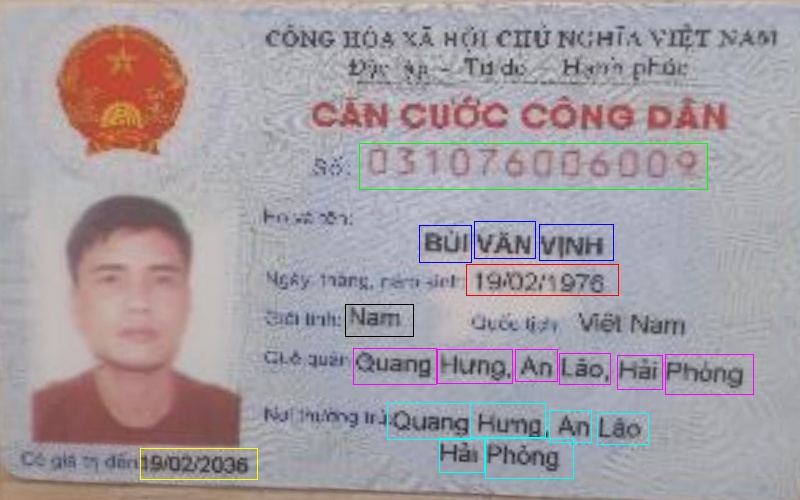 CỘNG HÒA XÃ HỘI CHỦ NGHĨA VIỆT NAM
Độc lập – Tự do – Hạnh phúc
CĂN CƯỚC CÔNG DÂN
Số: 031076006009
Họ và tên:
BÙI VĂN VỊNH
Ngày, tháng, năm sinh: 19/02/1976
Giới tính: Nam Quốc tịch: Việt Nam
Quê quán: Quang Hưng, An Lão, Hải Phòng
Nơi thường trú: Quang Hưng, An Lão
Hải Phòng
Có giá trị đến: 19/02/2036